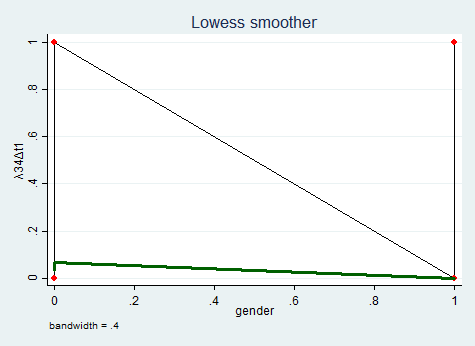 Lowess smoother
λ34Δt1
1
.8
.6
.4
.2
0
0 .2 .4 .6 .8 1
gender
bandwidth = .4